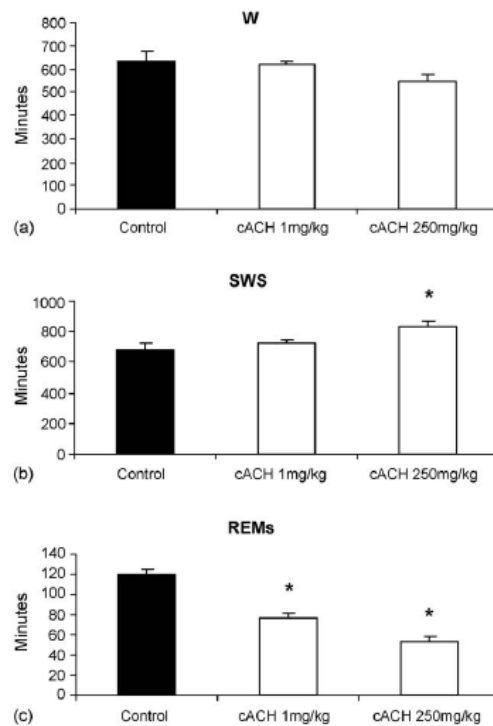 W
800
700
600
500
400
300
200
100
0
Minutes
(a)
Control cACH 1mg/kg cACH 250mg/kg
SWS
1000
800
600
400
200
0
Minutes
*
(b)
Control cACH 1mg/kg cACH 250mg/kg
REMs
140
120
100
80
60
40
20
0
Minutes
*
*
(c)
Control cACH 1mg/kg cACH 250mg/kg